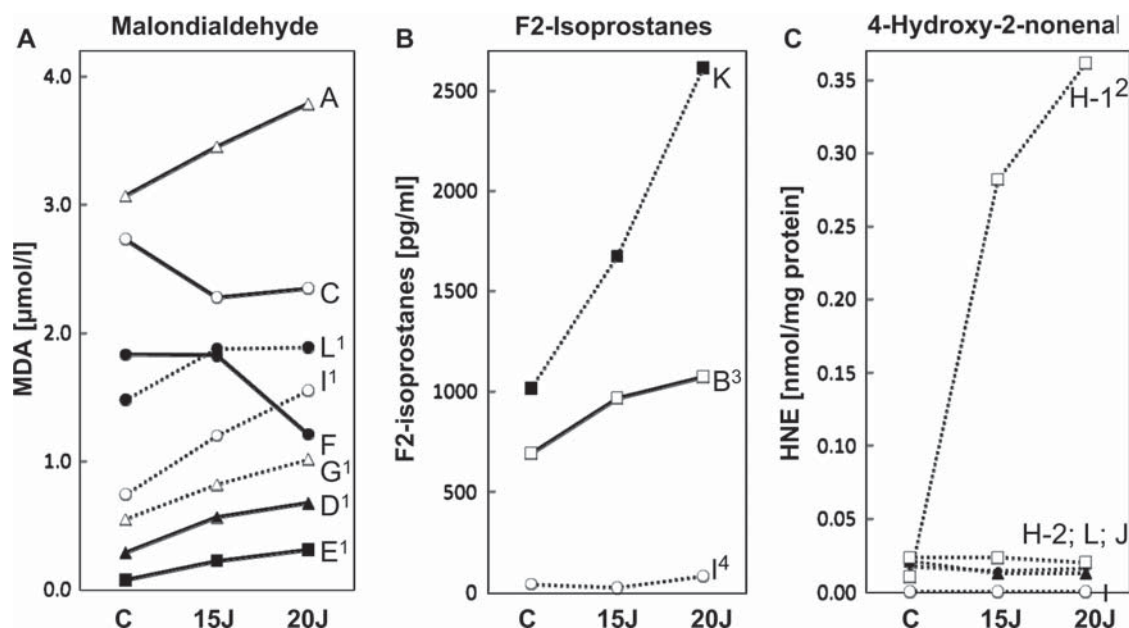 A Malondialdehyde
MDA [µmol/l]
4.0
3.0
2.0
1.0
0.0
A
C
L¹
I¹
F
G¹
D¹
E¹
C 15J 20J
B F2-Isoprostanes
F2-isoprostanes [pg/ml]
2500
2000
1500
1000
500
0
K
B³
I⁴
C 15J 20J
C 4-Hydroxy-2-nonenal
HNE [nmol/mg protein]
0.35
0.30
0.25
0.20
0.15
0.10
0.05
0.00
H-1²
H-2; L; J
I
C 15J 20J